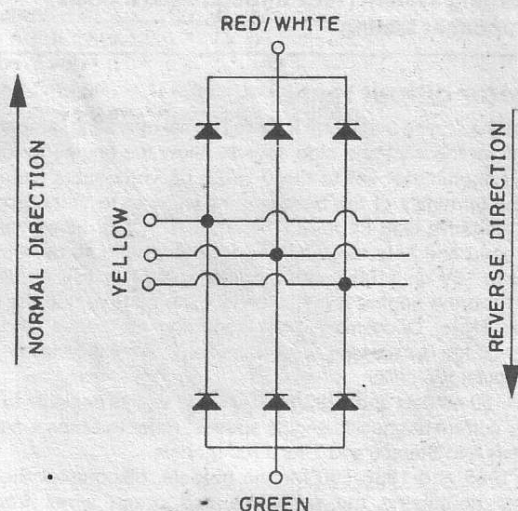 RED/WHITE
NORMAL DIRECTION
YELLOW
REVERSE DIRECTION
GREEN